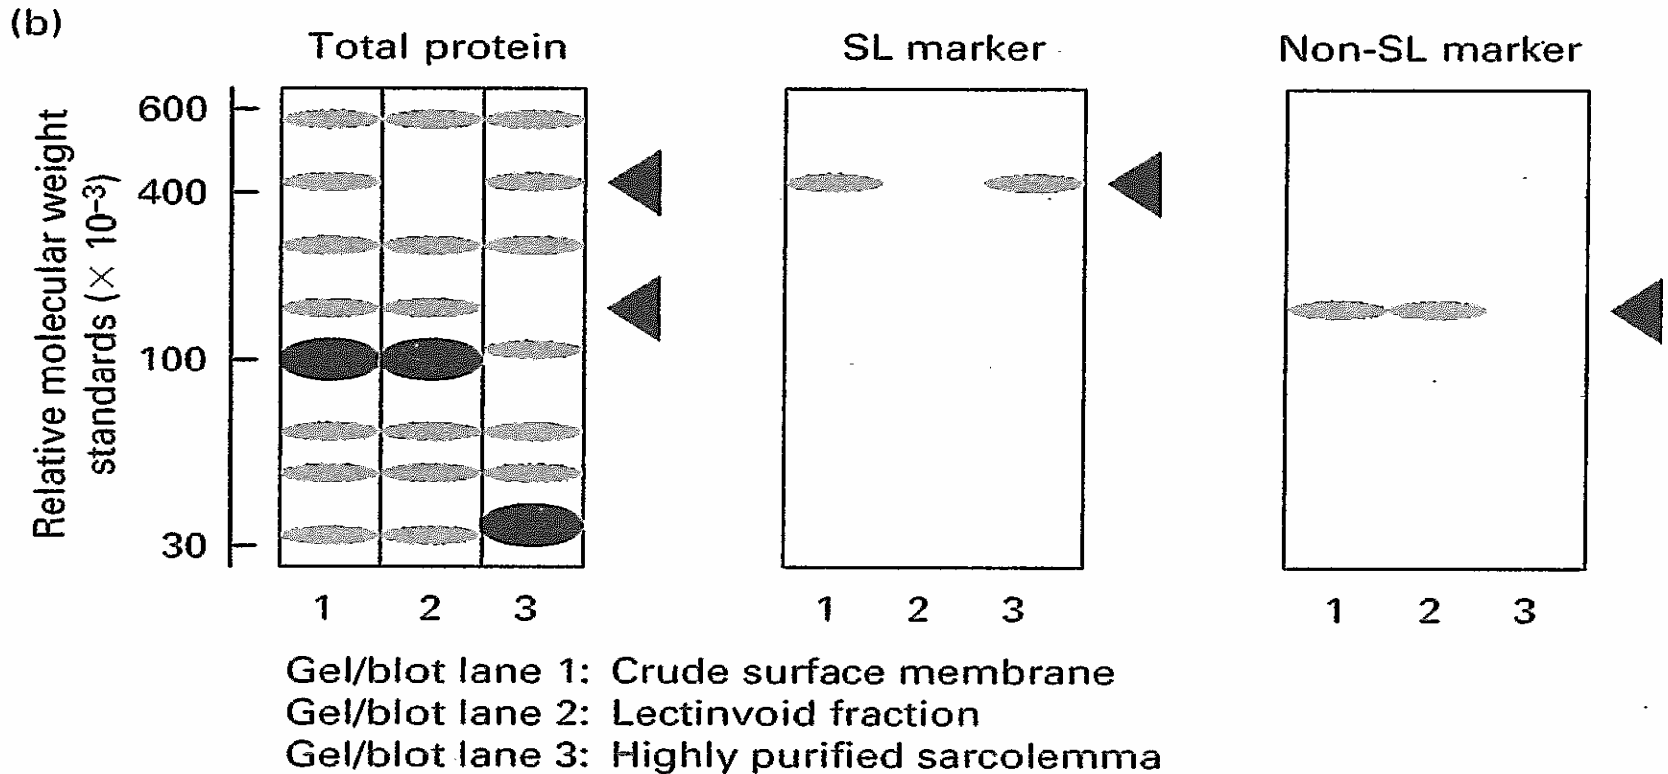 (b)
Total protein
SL marker
Non-SL marker
Relative molecular weight
standards (× 10⁻³)
600
400
100
30
1 2 3
1 2 3
1 2 3
Gel/blot lane 1: Crude surface membrane
Gel/blot lane 2: Lectinvoid fraction
Gel/blot lane 3: Highly purified sarcolemma